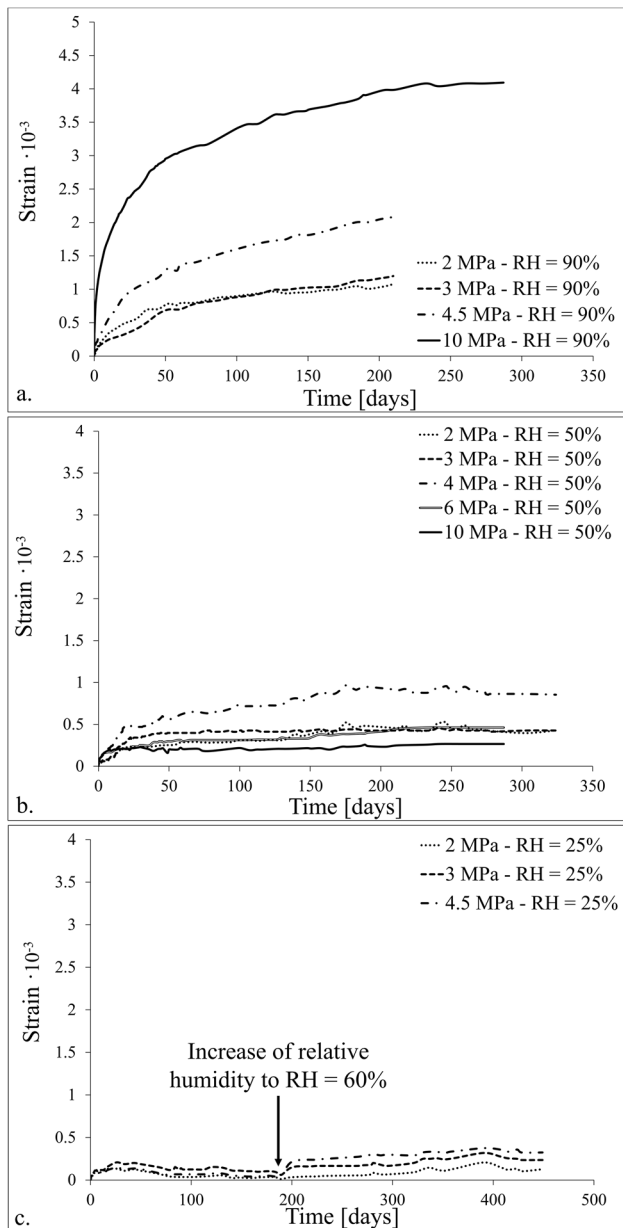 5
4.5
4
3.5
3
2.5
2
1.5
1
0.5
0
Strain ·10⁻³
2 MPa - RH = 90%
3 MPa - RH = 90%
4.5 MPa - RH = 90%
10 MPa - RH = 90%
0 50 100 150 200 250 300 350
Time [days]
a.
4
3.5
3
2.5
2
1.5
1
0.5
0
Strain ·10⁻³
2 MPa - RH = 50%
3 MPa - RH = 50%
4 MPa - RH = 50%
6 MPa - RH = 50%
10 MPa - RH = 50%
0 50 100 150 200 250 300 350
Time [days]
b.
4
3.5
3
2.5
2
1.5
1
0.5
0
Strain ·10⁻³
2 MPa - RH = 25%
3 MPa - RH = 25%
4.5 MPa - RH = 25%
Increase of relative
humidity to RH = 60%
0 100 200 300 400 500
Time [days]
c.